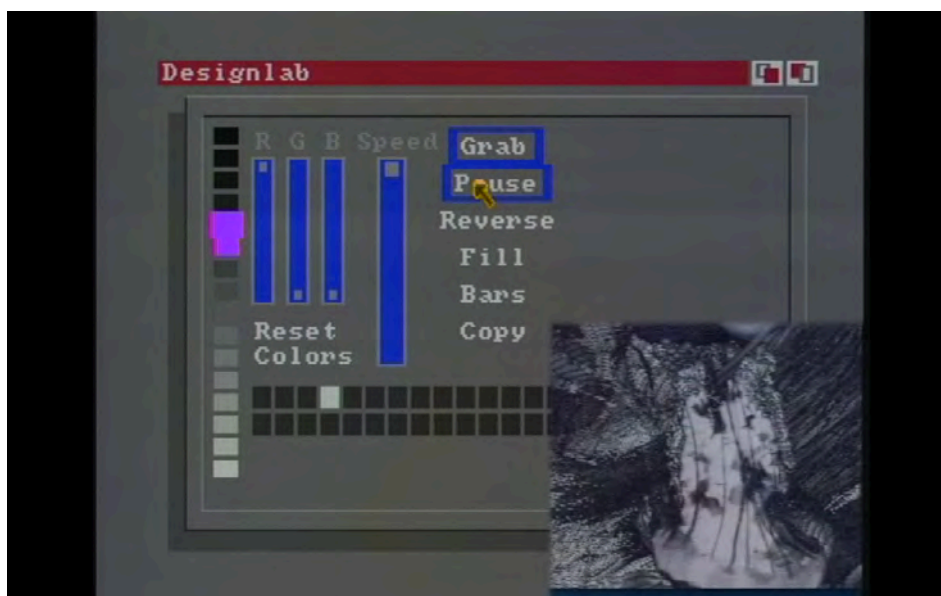 Designlab
R G B Speed
Grab
Pause
Reverse
Fill
Bars
Copy
Reset
Colors